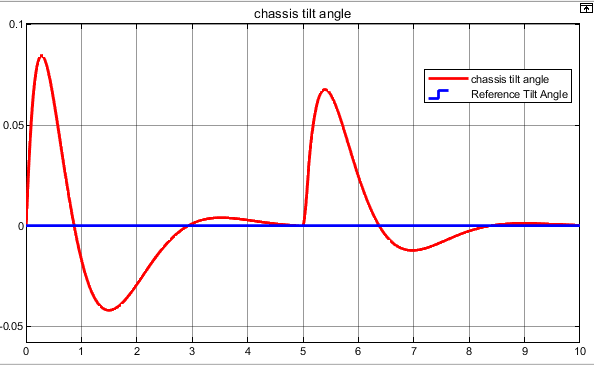 chassis tilt angle
0.1
0.05
0
-0.05
chassis tilt angle
Reference Tilt Angle
0 1 2 3 4 5 6 7 8 9 10